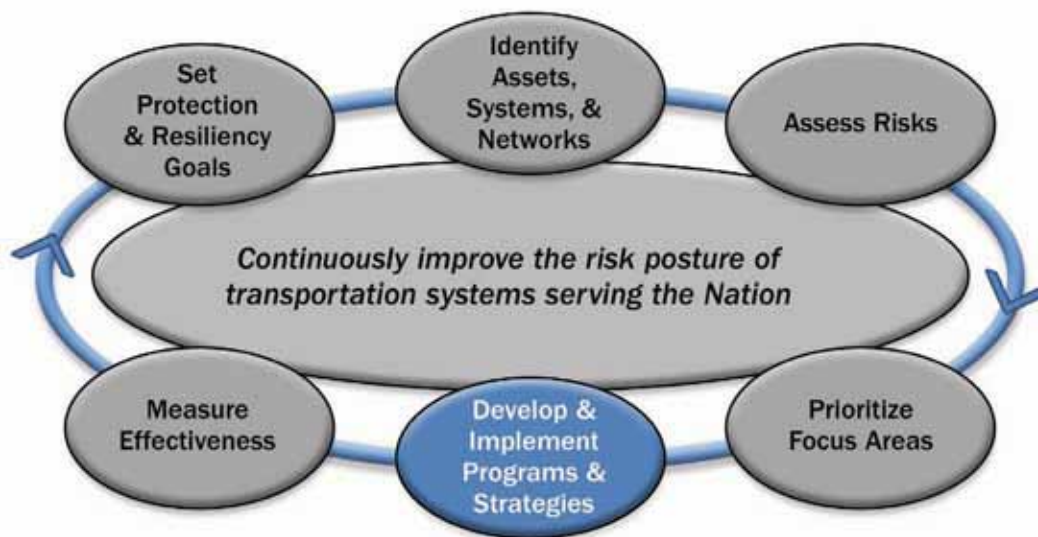 Set
Protection
& Resiliency
Goals
Identify
Assets,
Systems, &
Networks
Assess Risks
Continuously improve the risk posture of
transportation systems serving the Nation
Measure
Effectiveness
Develop &
Implement
Programs &
Strategies
Prioritize
Focus Areas